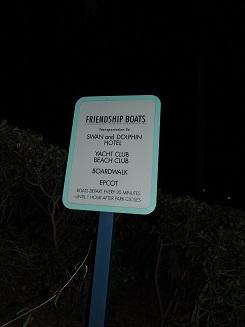 FRIENDSHIP BOATS
Transportation To
SWAN and DOLPHIN
HOTEL
YACHT CLUB
BEACH CLUB
BOARDWALK
EPCOT
BOATS DEPART EVERY 20 MINUTES
UNTIL 1 HOUR AFTER PARK CLOSES